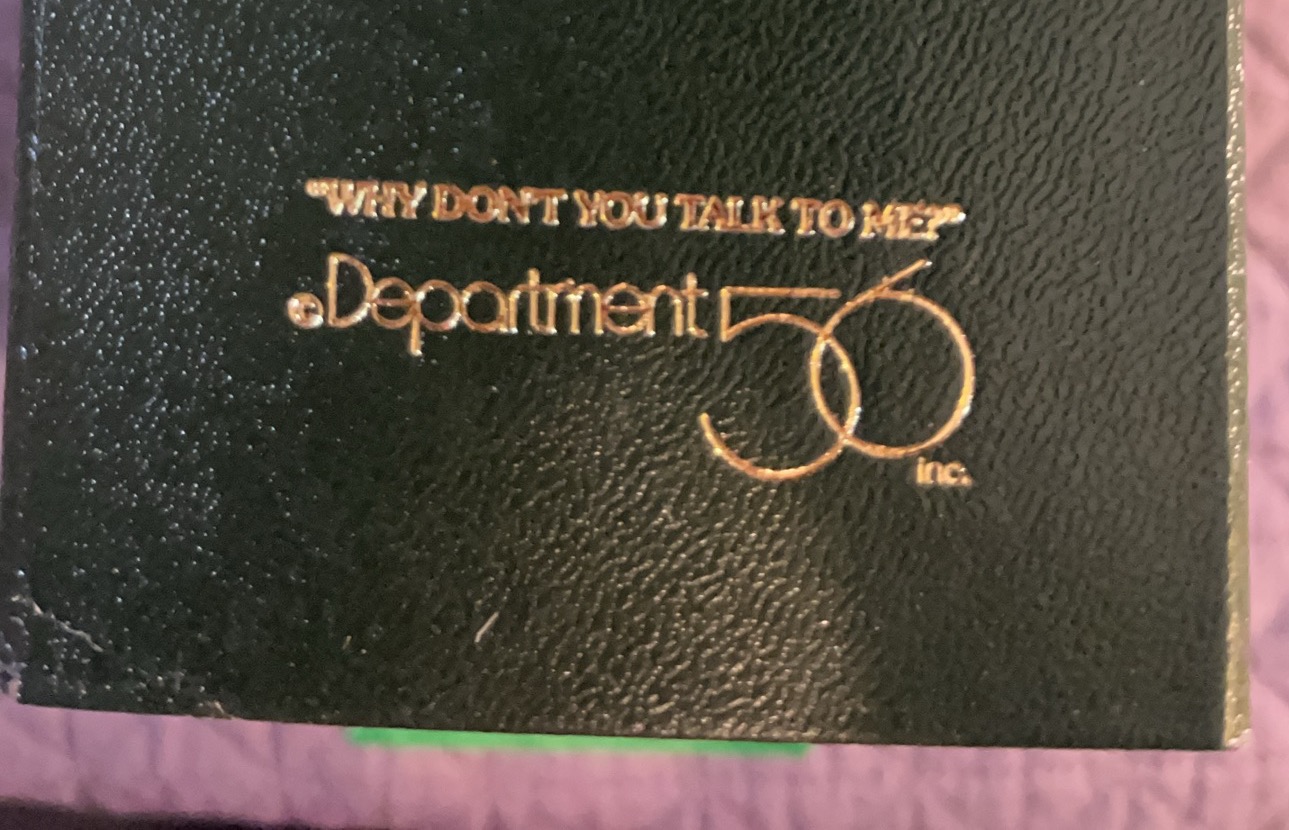 "WHY DON'T YOU TALK TO ME?"
©Department 56
inc.